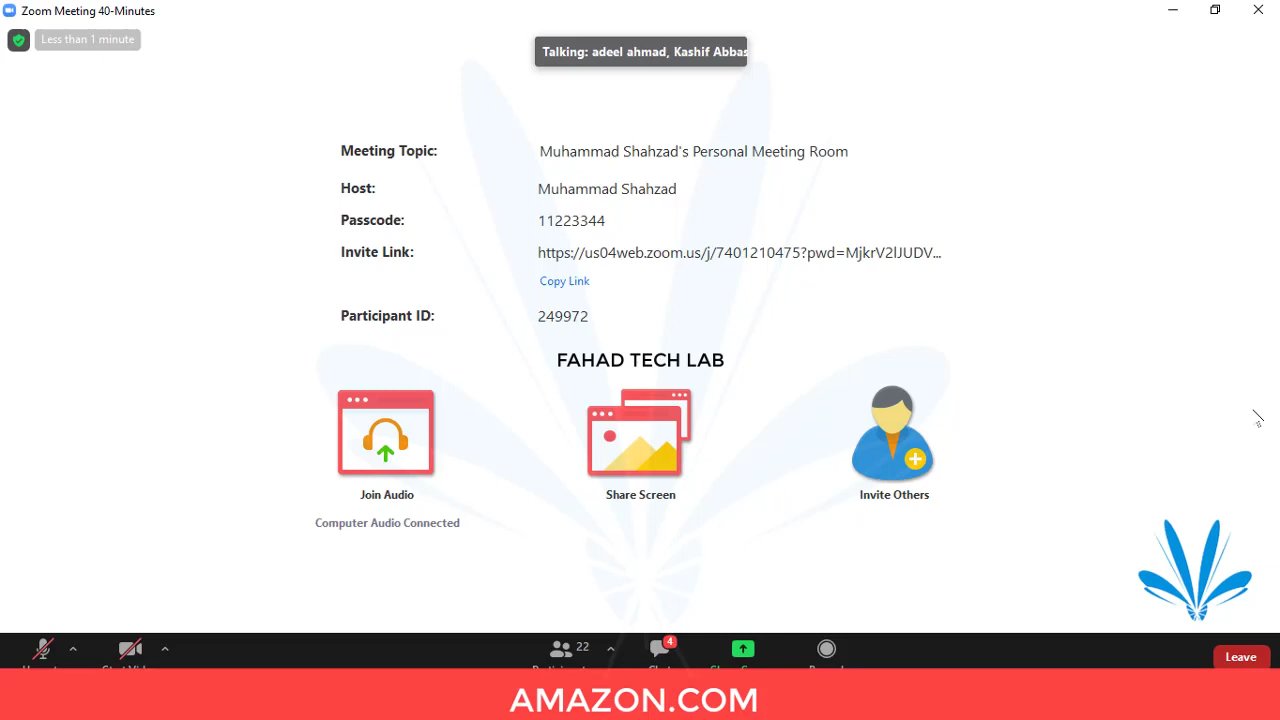 Zoom Meeting 40-Minutes
Less than 1 minute
Talking: adeel ahmad, Kashif Abbas
Meeting Topic: Muhammad Shahzad's Personal Meeting Room
Host: Muhammad Shahzad
Passcode: 11223344
Invite Link: https://us04web.zoom.us/j/7401210475?pwd=MjkrV2lJUDV...
Copy Link
Participant ID: 249972
FAHAD TECH LAB
Join Audio Share Screen Invite Others
Computer Audio Connected
22 4
Leave
AMAZON.COM